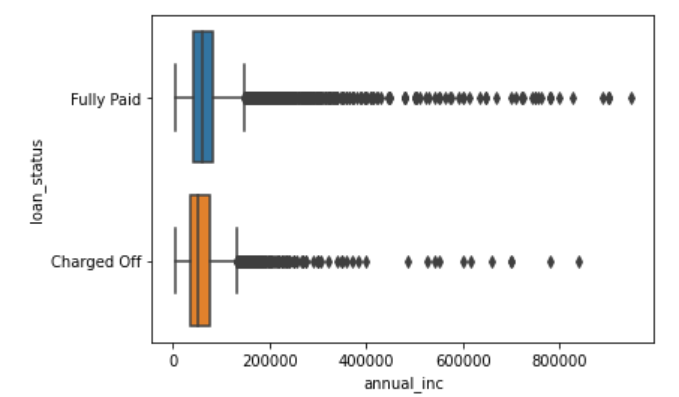 loan_status
Fully Paid
Charged Off
0 200000 400000 600000 800000
annual_inc